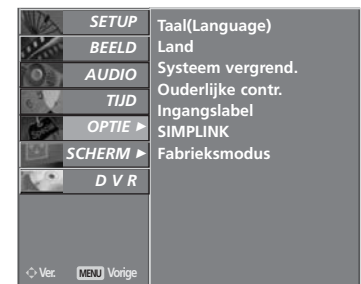 SETUP
BEELD
AUDIO
TIJD
OPTIE ►
SCHERM ►
D V R
Taal(Language)
Land
Systeem vergrend.
Ouderlijke contr.
Ingangslabel
SIMPLINK
Fabrieksmodus
Ver. MENU Vorige